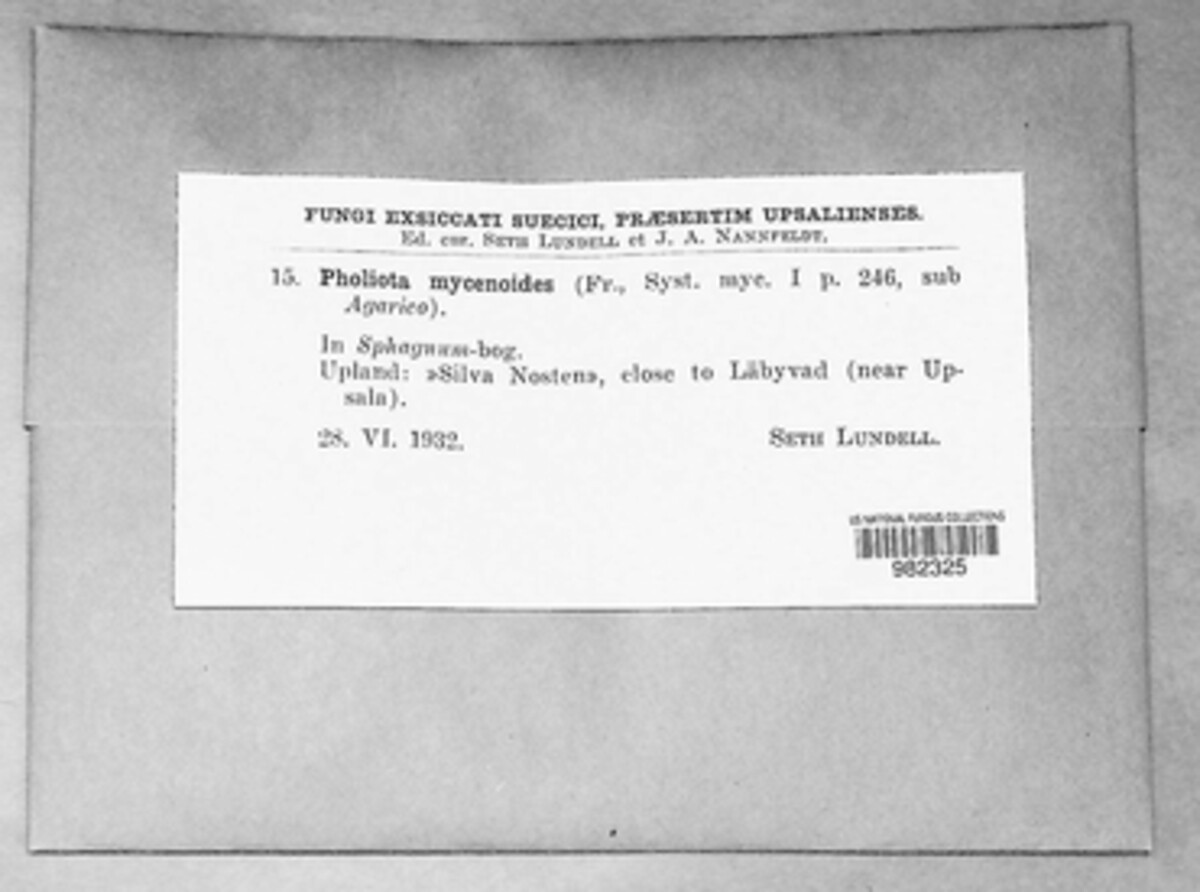 FUNGI EXSICCATI SUECICI, PRÆSERTIM UPSALIENSES.
Ed. cur. SETH LUNDELL et J. A. NANNFELDT.
15. Pholiota mycenoides (Fr., Syst. myc. I p. 246, sub
Agarico).
In Sphagnum-bog.
Upland: »Silva Nosten», close to Läbyvad (near Up-
sala).
28. VI. 1932. SETH LUNDELL.
US NATIONAL FUNGUS COLLECTIONS
982325